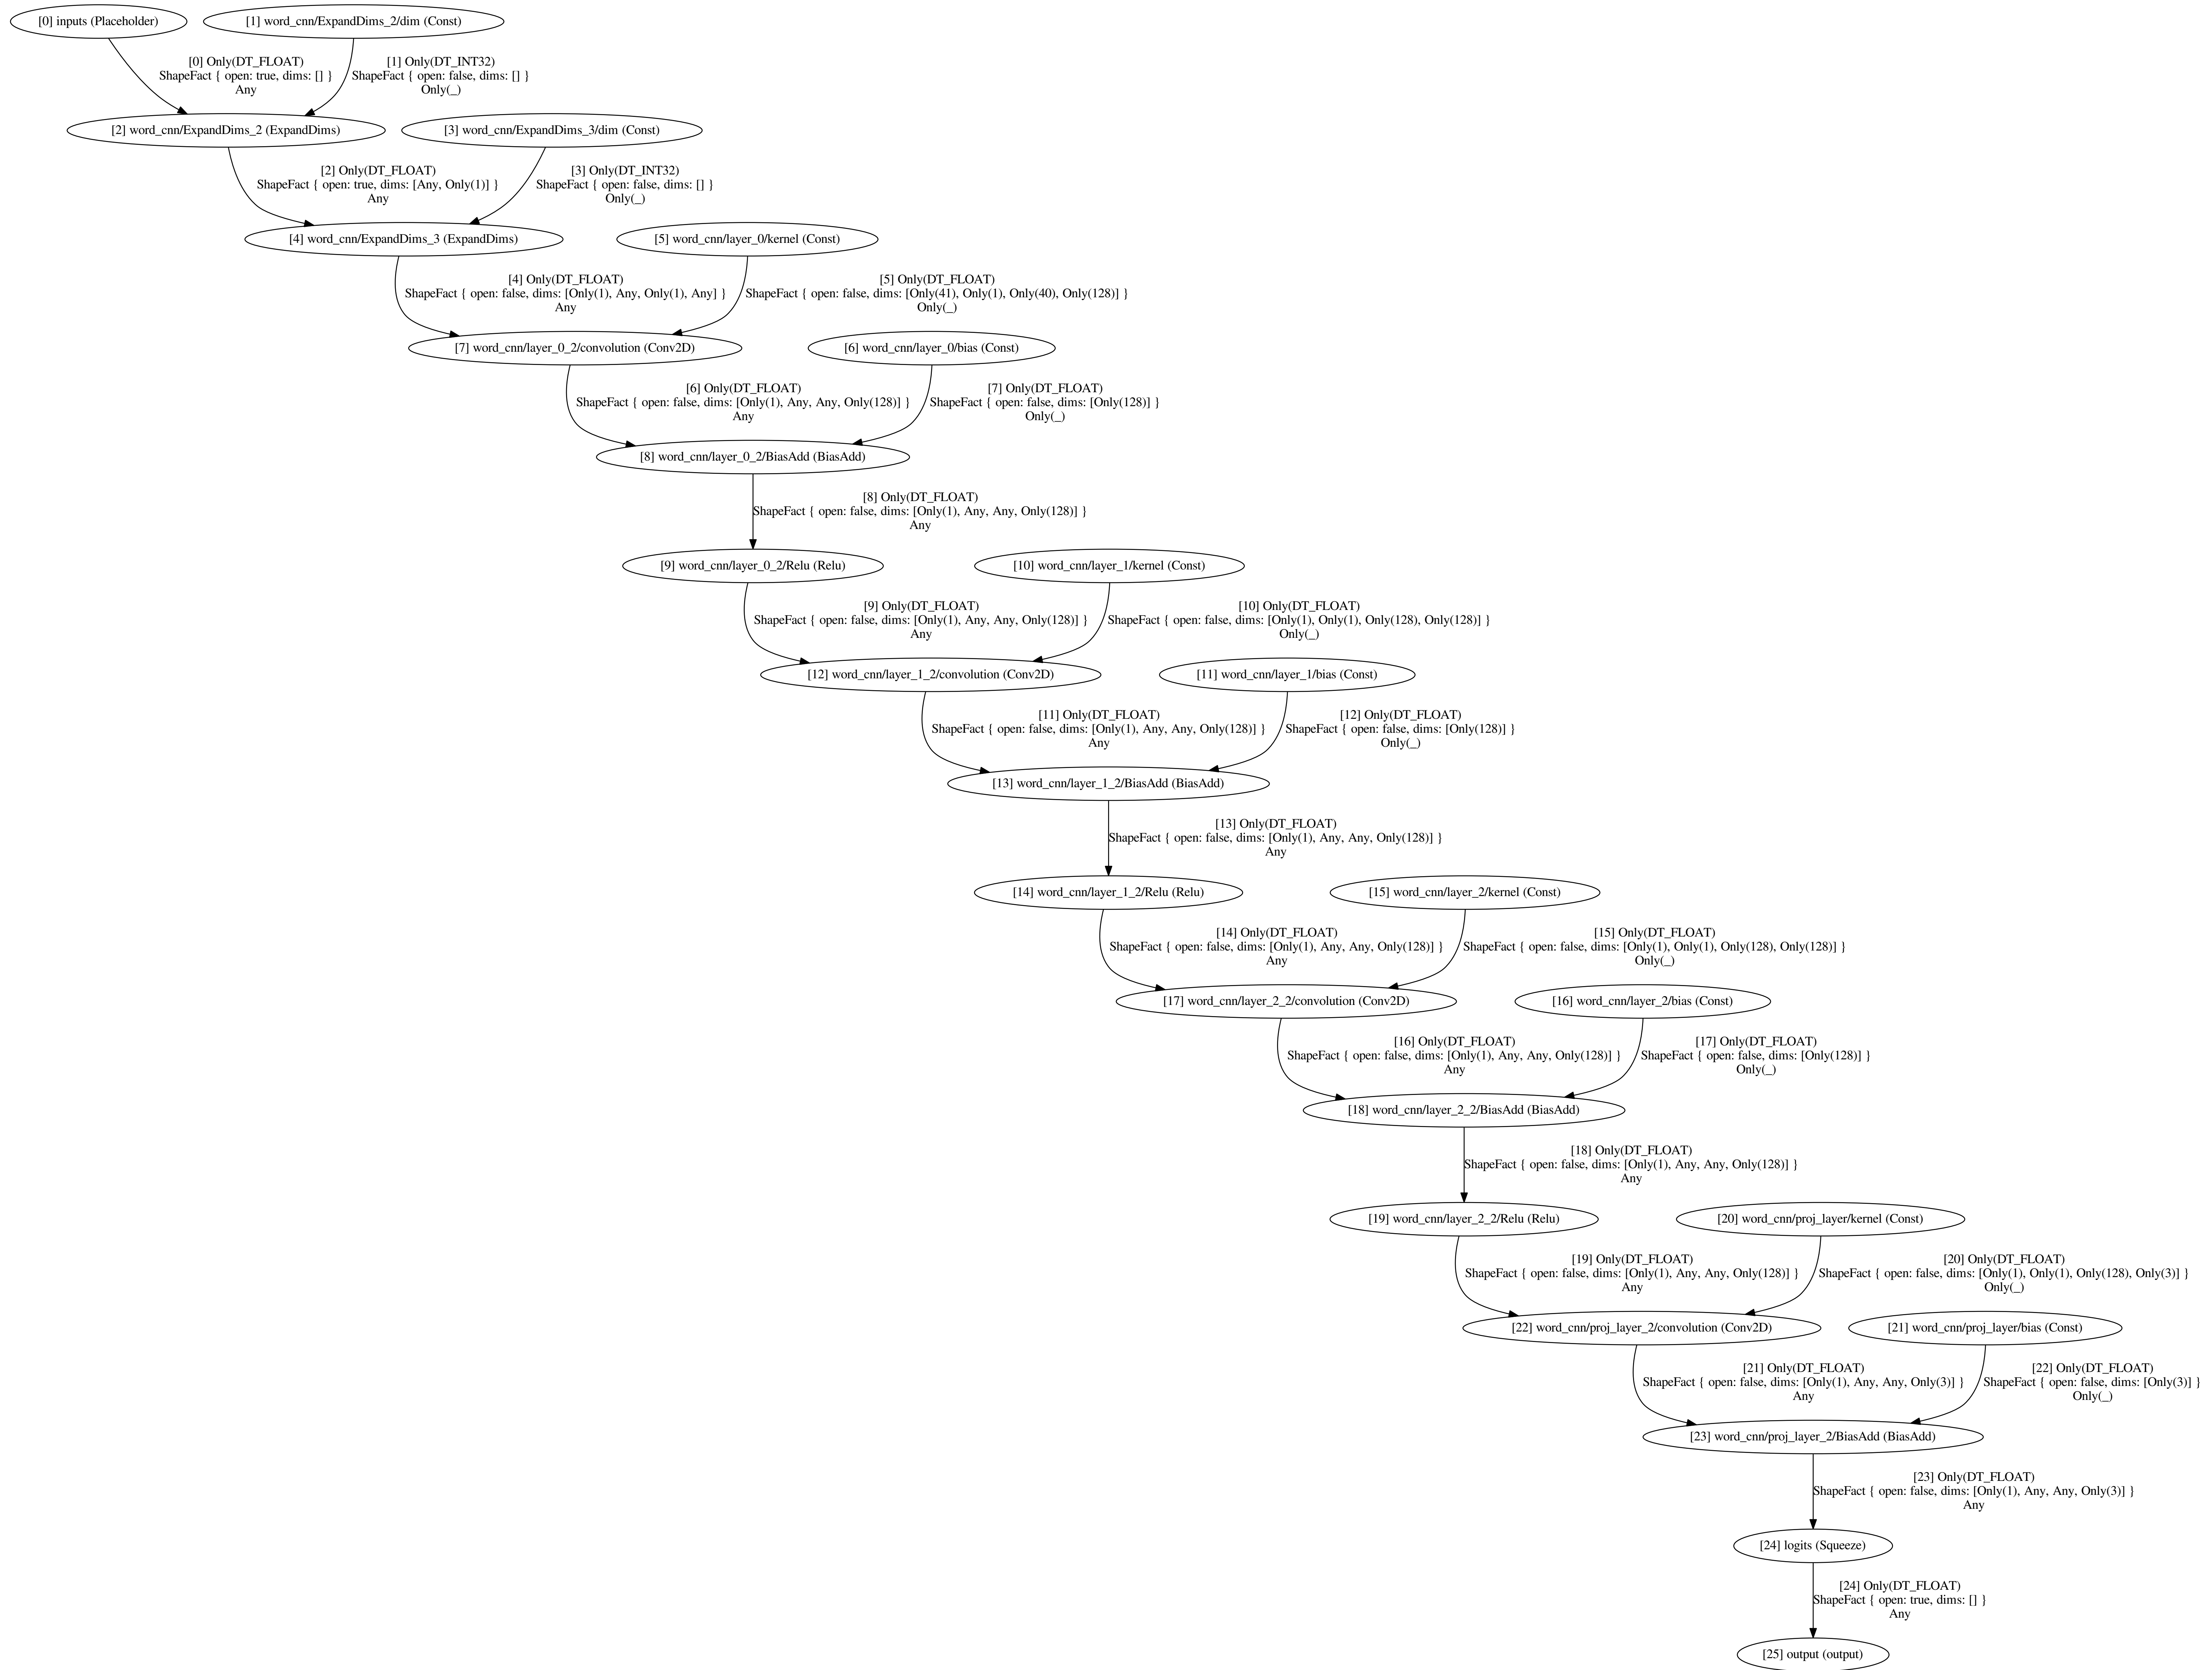 [0] inputs (Placeholder)
[1] word_cnn/ExpandDims_2/dim (Const)
[0] Only(DT_FLOAT)
ShapeFact { open: true, dims: [] }
Any
[1] Only(DT_INT32)
ShapeFact { open: false, dims: [] }
Only(_)
[2] word_cnn/ExpandDims_2 (ExpandDims)
[3] word_cnn/ExpandDims_3/dim (Const)
[2] Only(DT_FLOAT)
ShapeFact { open: true, dims: [Any, Only(1)] }
Any
[3] Only(DT_INT32)
ShapeFact { open: false, dims: [] }
Only(_)
[4] word_cnn/ExpandDims_3 (ExpandDims)
[5] word_cnn/layer_0/kernel (Const)
[4] Only(DT_FLOAT)
ShapeFact { open: false, dims: [Only(1), Any, Only(1), Any] }
Any
[5] Only(DT_FLOAT)
ShapeFact { open: false, dims: [Only(41), Only(1), Only(40), Only(128)] }
Only(_)
[7] word_cnn/layer_0_2/convolution (Conv2D)
[6] word_cnn/layer_0/bias (Const)
[6] Only(DT_FLOAT)
ShapeFact { open: false, dims: [Only(1), Any, Any, Only(128)] }
Any
[7] Only(DT_FLOAT)
ShapeFact { open: false, dims: [Only(128)] }
Only(_)
[8] word_cnn/layer_0_2/BiasAdd (BiasAdd)
[8] Only(DT_FLOAT)
ShapeFact { open: false, dims: [Only(1), Any, Any, Only(128)] }
Any
[9] word_cnn/layer_0_2/Relu (Relu)
[10] word_cnn/layer_1/kernel (Const)
[9] Only(DT_FLOAT)
ShapeFact { open: false, dims: [Only(1), Any, Any, Only(128)] }
Any
[10] Only(DT_FLOAT)
ShapeFact { open: false, dims: [Only(1), Only(1), Only(128), Only(128)] }
Only(_)
[12] word_cnn/layer_1_2/convolution (Conv2D)
[11] word_cnn/layer_1/bias (Const)
[11] Only(DT_FLOAT)
ShapeFact { open: false, dims: [Only(1), Any, Any, Only(128)] }
Any
[12] Only(DT_FLOAT)
ShapeFact { open: false, dims: [Only(128)] }
Only(_)
[13] word_cnn/layer_1_2/BiasAdd (BiasAdd)
[13] Only(DT_FLOAT)
ShapeFact { open: false, dims: [Only(1), Any, Any, Only(128)] }
Any
[14] word_cnn/layer_1_2/Relu (Relu)
[15] word_cnn/layer_2/kernel (Const)
[14] Only(DT_FLOAT)
ShapeFact { open: false, dims: [Only(1), Any, Any, Only(128)] }
Any
[15] Only(DT_FLOAT)
ShapeFact { open: false, dims: [Only(1), Only(1), Only(128), Only(128)] }
Only(_)
[17] word_cnn/layer_2_2/convolution (Conv2D)
[16] word_cnn/layer_2/bias (Const)
[16] Only(DT_FLOAT)
ShapeFact { open: false, dims: [Only(1), Any, Any, Only(128)] }
Any
[17] Only(DT_FLOAT)
ShapeFact { open: false, dims: [Only(128)] }
Only(_)
[18] word_cnn/layer_2_2/BiasAdd (BiasAdd)
[18] Only(DT_FLOAT)
ShapeFact { open: false, dims: [Only(1), Any, Any, Only(128)] }
Any
[19] word_cnn/layer_2_2/Relu (Relu)
[20] word_cnn/proj_layer/kernel (Const)
[19] Only(DT_FLOAT)
ShapeFact { open: false, dims: [Only(1), Any, Any, Only(128)] }
Any
[20] Only(DT_FLOAT)
ShapeFact { open: false, dims: [Only(1), Only(1), Only(128), Only(3)] }
Only(_)
[22] word_cnn/proj_layer_2/convolution (Conv2D)
[21] word_cnn/proj_layer/bias (Const)
[21] Only(DT_FLOAT)
ShapeFact { open: false, dims: [Only(1), Any, Any, Only(3)] }
Any
[22] Only(DT_FLOAT)
ShapeFact { open: false, dims: [Only(3)] }
Only(_)
[23] word_cnn/proj_layer_2/BiasAdd (BiasAdd)
[23] Only(DT_FLOAT)
ShapeFact { open: false, dims: [Only(1), Any, Any, Only(3)] }
Any
[24] logits (Squeeze)
[24] Only(DT_FLOAT)
ShapeFact { open: true, dims: [] }
Any
[25] output (output)